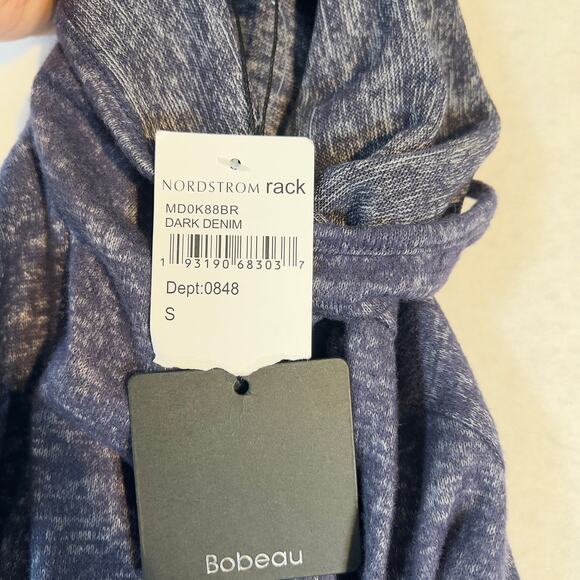 NORDSTROM rack
MD0K88BR
DARK DENIM
1 93190 68303 7
Dept:0848
S
Bobeau